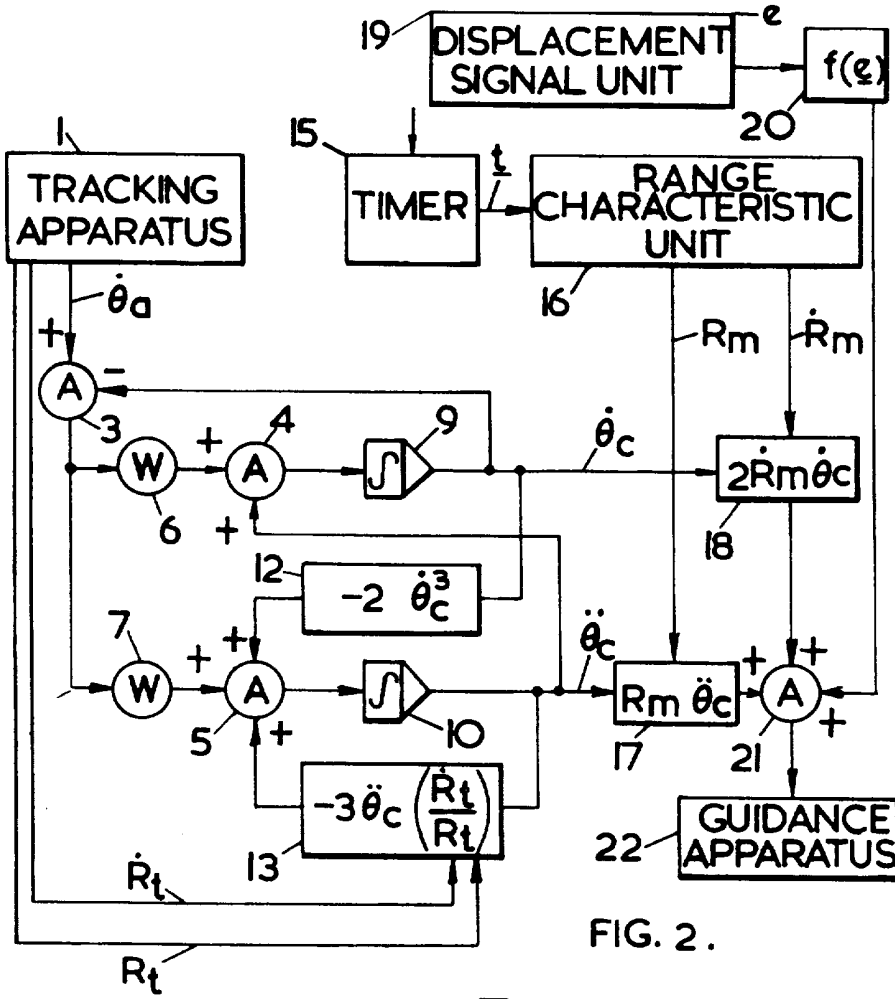 19
e
DISPLACEMENT
SIGNAL UNIT
f(e)
20
1
TRACKING
APPARATUS
15
TIMER
t
RANGE
CHARACTERISTIC
UNIT
16
θ̇a
Rm
Ṙm
+
A
−
3
W
6
+
4
A
+
∫
9
θ̇c
2Ṙm θ̇c
18
12
−2 θ̇c³
7
W
+
+
A
5
+
∫
10
θ̈c
Rm θ̈c
17
+
+
A
+
21
−3θ̈c (Ṙt/Rt)
13
GUIDANCE
APPARATUS
22
Ṙt
Rt
FIG. 2.